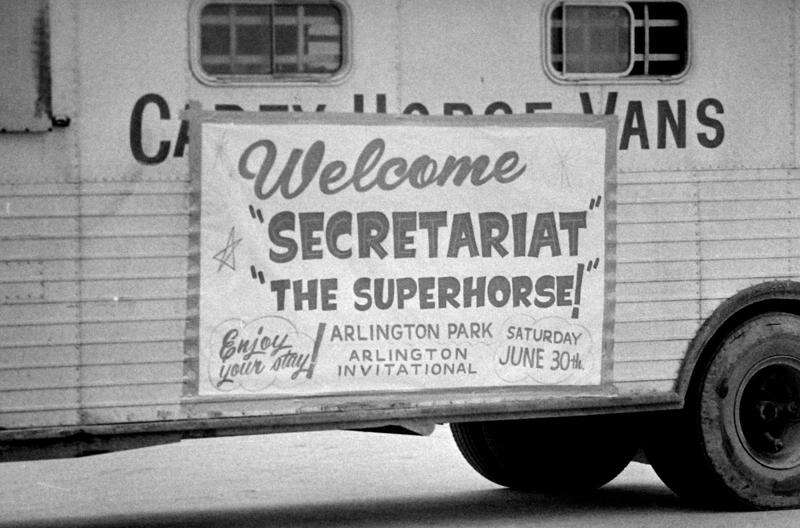 VANS
Welcome
"SECRETARIAT"
"THE SUPERHORSE!"
Enjoy
your stay!
ARLINGTON PARK
ARLINGTON
INVITATIONAL
SATURDAY
JUNE 30th.